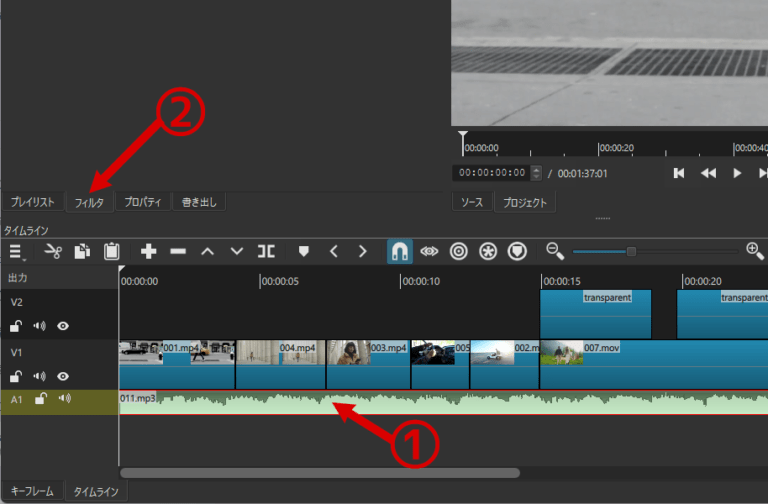 ②
00:00:00
00:00:20
00:00:40
00:00:00:00 / 00:01:37:01
プレイリスト フィルタ プロパティ 書き出し
ソース プロジェクト
タイムライン
出力
00:00:00 00:00:05 00:00:10 00:00:15 00:00:20
V2
transparent transparent
V1
001.mp4 004.mp4 003.mp4 005 002.m 007.mov
A1
011.mp3
①
キーフレーム タイムライン